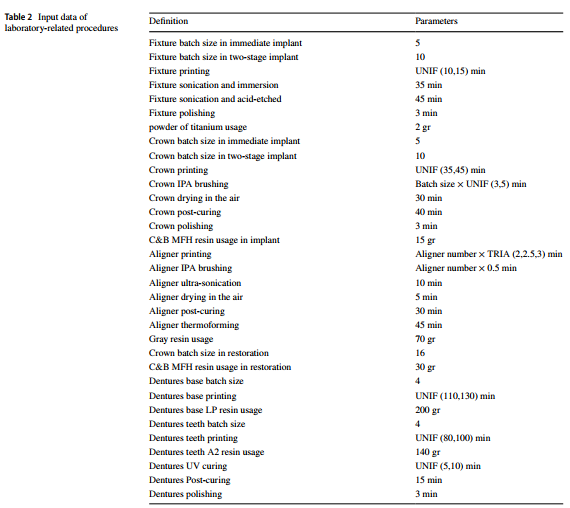 Table 2 Input data of
laboratory-related procedures
Definition Parameters
Fixture batch size in immediate implant 5
Fixture batch size in two-stage implant 10
Fixture printing UNIF (10,15) min
Fixture sonication and immersion 35 min
Fixture sonication and acid-etched 45 min
Fixture polishing 3 min
powder of titanium usage 2 gr
Crown batch size in immediate implant 5
Crown batch size in two-stage implant 10
Crown printing UNIF (35,45) min
Crown IPA brushing Batch size × UNIF (3,5) min
Crown drying in the air 30 min
Crown post-curing 40 min
Crown polishing 3 min
C&B MFH resin usage in implant 15 gr
Aligner printing Aligner number × TRIA (2,2.5,3) min
Aligner IPA brushing Aligner number × 0.5 min
Aligner ultra-sonication 10 min
Aligner drying in the air 5 min
Aligner post-curing 30 min
Aligner thermoforming 45 min
Gray resin usage 70 gr
Crown batch size in restoration 16
C&B MFH resin usage in restoration 30 gr
Dentures base batch size 4
Dentures base printing UNIF (110,130) min
Dentures base LP resin usage 200 gr
Dentures teeth batch size 4
Dentures teeth printing UNIF (80,100) min
Dentures teeth A2 resin usage 140 gr
Dentures UV curing UNIF (5,10) min
Dentures Post-curing 15 min
Dentures polishing 3 min